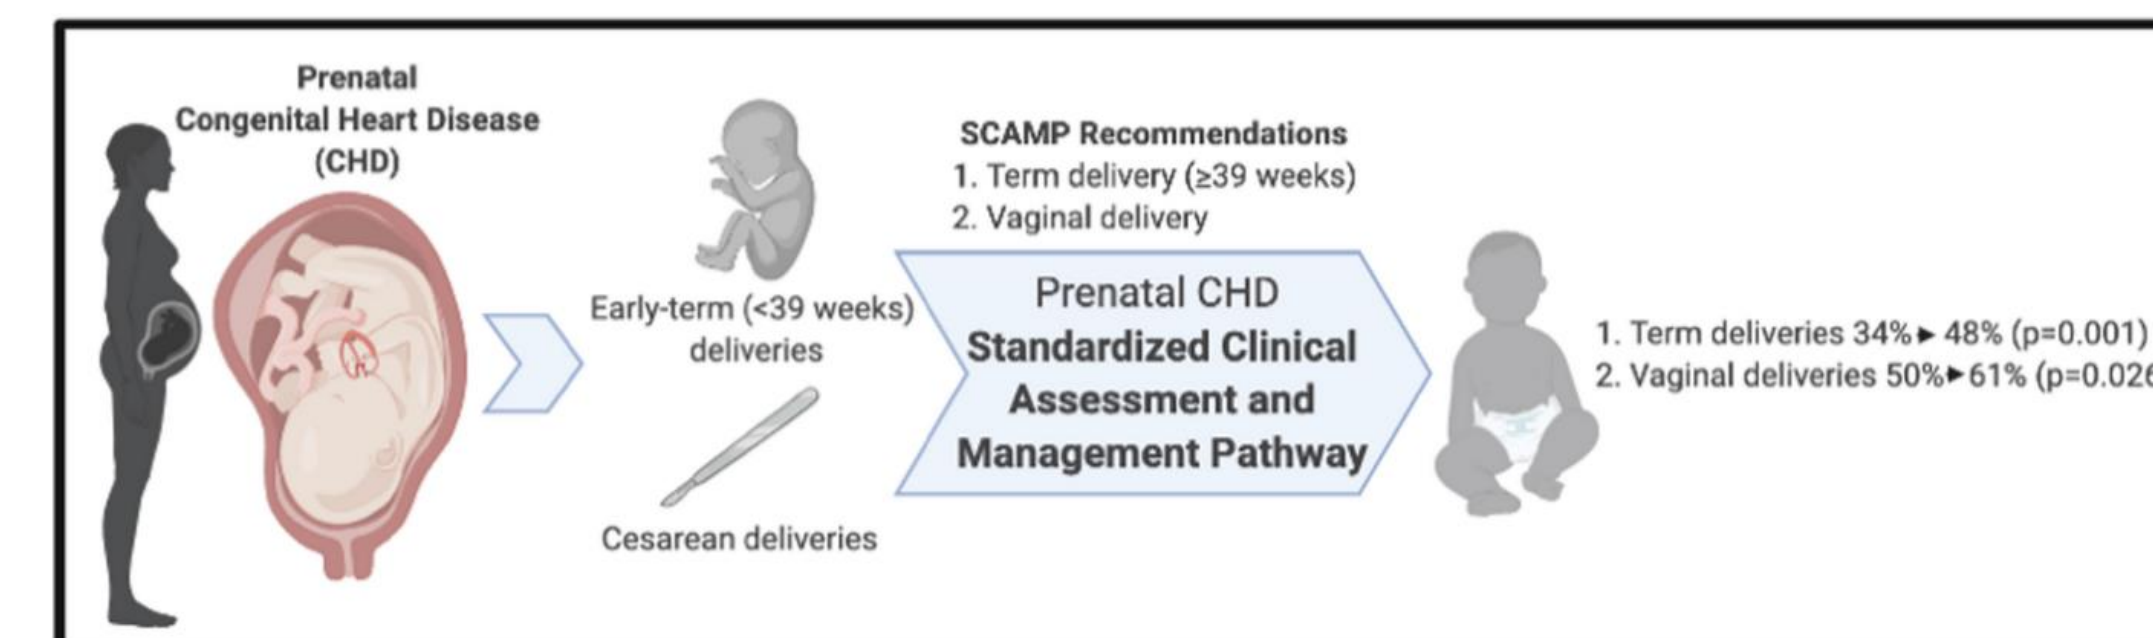 Prenatal
Congenital Heart Disease
(CHD)
Early-term (<39 weeks)
deliveries
Cesarean deliveries
SCAMP Recommendations
1. Term delivery (≥39 weeks)
2. Vaginal delivery
Prenatal CHD
Standardized Clinical
Assessment and
Management Pathway
1. Term deliveries 34%▸ 48% (p=0.001)
2. Vaginal deliveries 50%▸61% (p=0.026